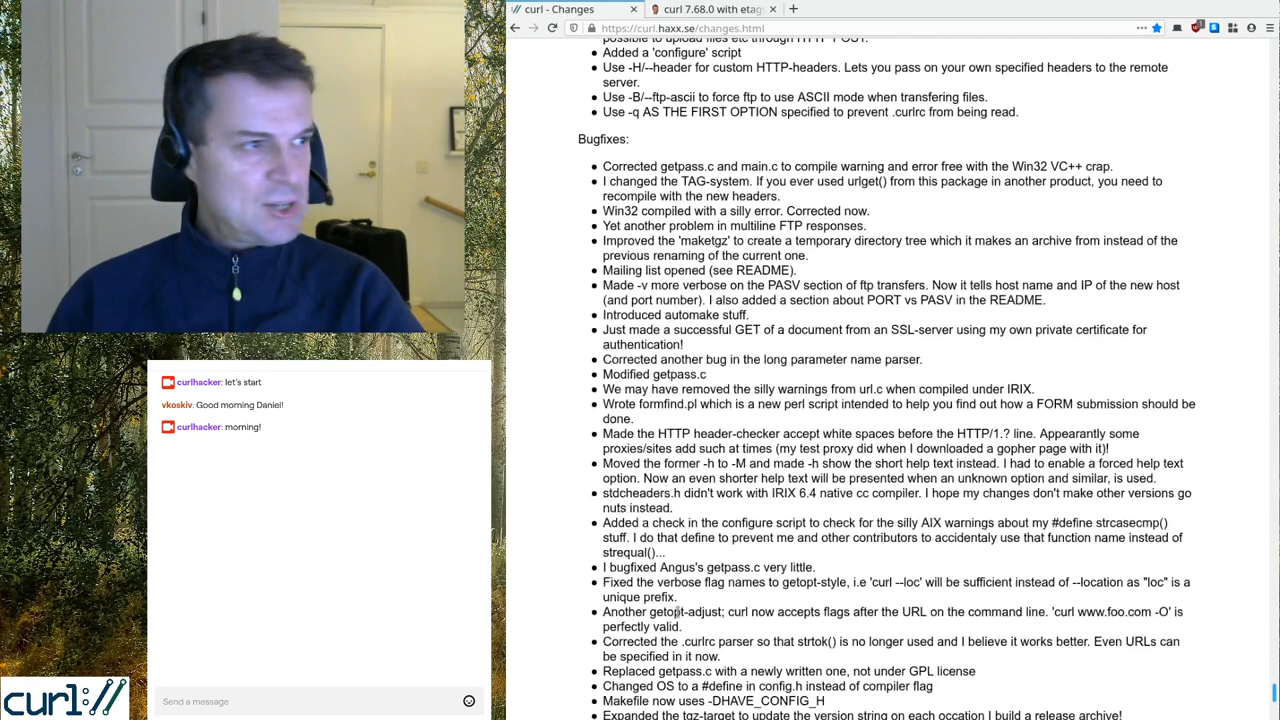 curl - Changes
curl 7.68.0 with etag
https://curl.haxx.se/changes.html
possible to upload files etc through HTTP POST.
Added a 'configure' script
Use -H/--header for custom HTTP-headers. Lets you pass on your own specified headers to the remote
server.
Use -B/--ftp-ascii to force ftp to use ASCII mode when transfering files.
Use -q AS THE FIRST OPTION specified to prevent .curlrc from being read.
Bugfixes:
Corrected getpass.c and main.c to compile warning and error free with the Win32 VC++ crap.
I changed the TAG-system. If you ever used urlget() from this package in another product, you need to
recompile with the new headers.
Win32 compiled with a silly error. Corrected now.
Yet another problem in multiline FTP responses.
Improved the 'maketgz' to create a temporary directory tree which it makes an archive from instead of the
previous renaming of the current one.
Mailing list opened (see README).
Made -v more verbose on the PASV section of ftp transfers. Now it tells host name and IP of the new host
(and port number). I also added a section about PORT vs PASV in the README.
Introduced automake stuff.
Just made a successful GET of a document from an SSL-server using my own private certificate for
authentication!
Corrected another bug in the long parameter name parser.
Modified getpass.c
We may have removed the silly warnings from url.c when compiled under IRIX.
Wrote formfind.pl which is a new perl script intended to help you find out how a FORM submission should be
done.
Made the HTTP header-checker accept white spaces before the HTTP/1.? line. Appearantly some
proxies/sites add such at times (my test proxy did when I downloaded a gopher page with it)!
Moved the former -h to -M and made -h show the short help text instead. I had to enable a forced help text
option. Now an even shorter help text will be presented when an unknown option and similar, is used.
stdcheaders.h didn't work with IRIX 6.4 native cc compiler. I hope my changes don't make other versions go
nuts instead.
Added a check in the configure script to check for the silly AIX warnings about my #define strcasecmp()
stuff. I do that define to prevent me and other contributors to accidentaly use that function name instead of
strequal()...
I bugfixed Angus's getpass.c very little.
Fixed the verbose flag names to getopt-style, i.e 'curl --loc' will be sufficient instead of --location as "loc" is a
unique prefix.
Another getopt-adjust; curl now accepts flags after the URL on the command line. 'curl www.foo.com -O' is
perfectly valid.
Corrected the .curlrc parser so that strtok() is no longer used and I believe it works better. Even URLs can
be specified in it now.
Replaced getpass.c with a newly written one, not under GPL license
Changed OS to a #define in config.h instead of compiler flag
Makefile now uses -DHAVE_CONFIG_H
Expanded the tgz-target to update the version string on each occation I build a release archive!
curlhacker: let's start
vkoskiv: Good morning Daniel!
curlhacker: morning!
Send a message
curl://